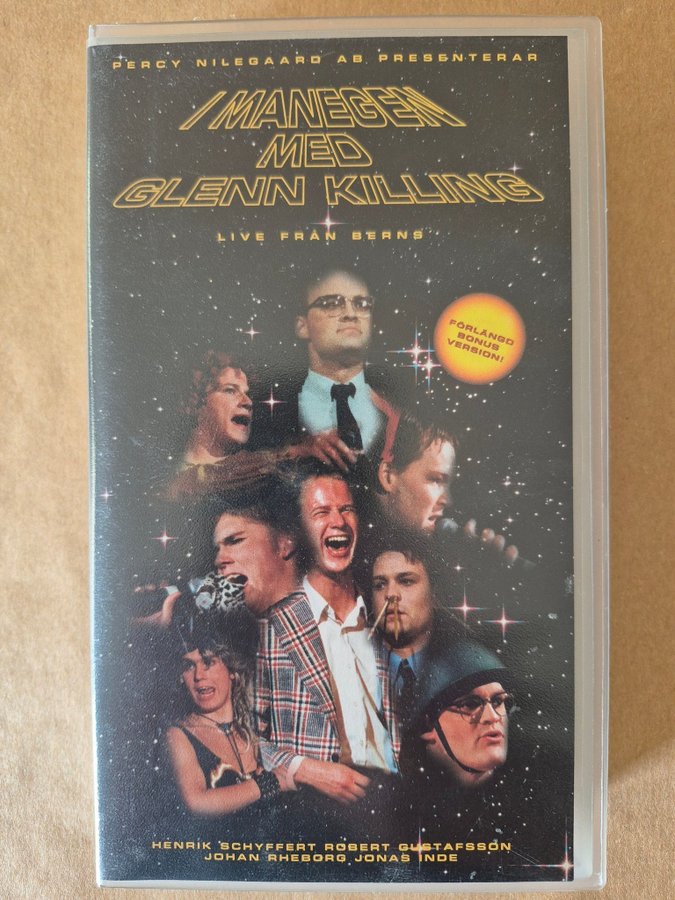 PERCY NILEGAARD AB PRESENTERAR
I MANEGEN
MED
GLENN KILLING
LIVE FRÅN BERNS
FÖRLÄNGD
BONUS
VERSION!
HENRIK SCHYFFERT ROBERT GUSTAFSSON
JOHAN RHEBORG JONAS INDE